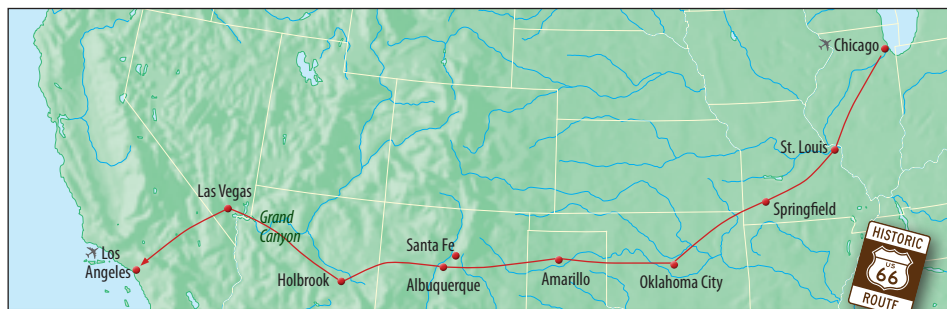 Chicago
St. Louis
Las Vegas
Springfield
Grand
Canyon
Santa Fe
Los
Angeles
Holbrook
Albuquerque
Amarillo
Oklahoma City
HISTORIC
US
66
ROUTE